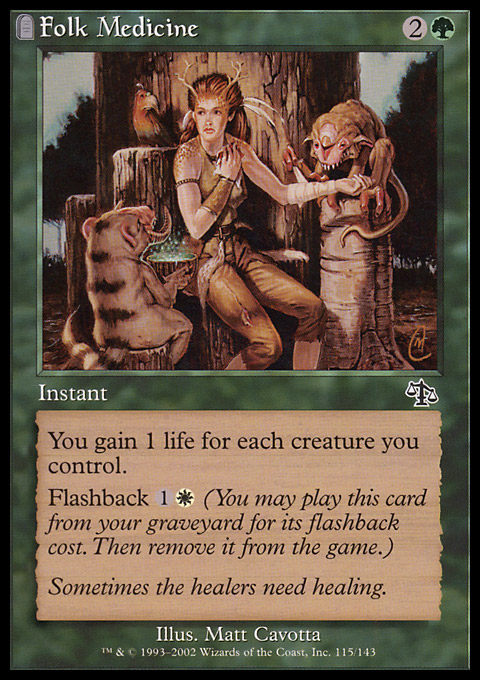 Folk Medicine 2
Instant
You gain 1 life for each creature you
control.
Flashback 1 (You may play this card
from your graveyard for its flashback
cost. Then remove it from the game.)
Sometimes the healers need healing.
Illus. Matt Cavotta
™ & © 1993–2002 Wizards of the Coast, Inc. 115/143